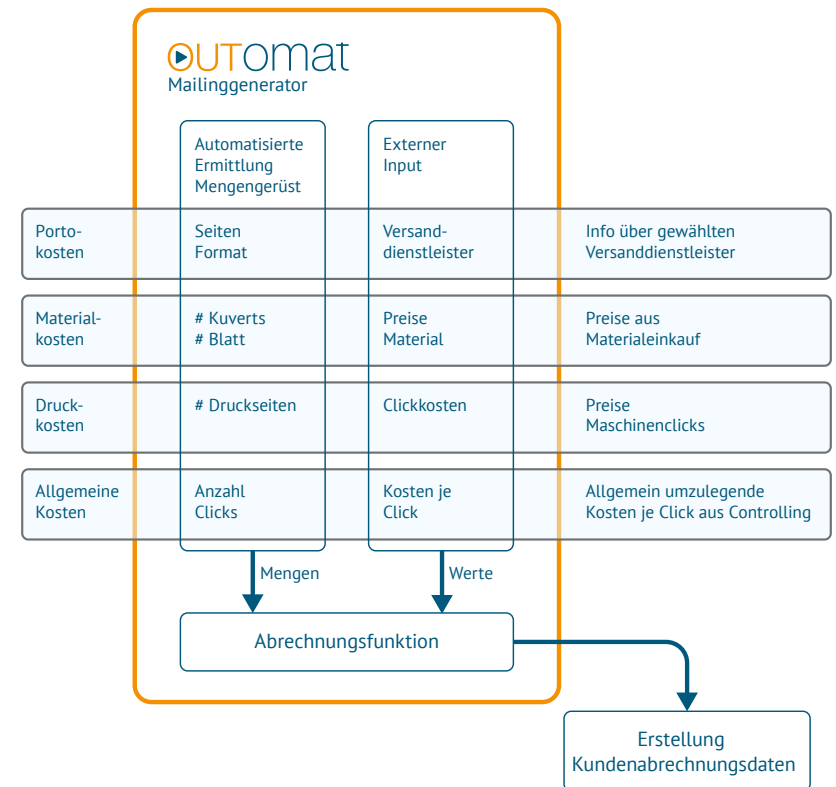 OUTomat
Mailinggenerator
Automatisierte
Ermittlung
Mengengerüst
Externer
Input
Porto-
kosten
Seiten
Format
Versand-
dienstleister
Info über gewählten
Versanddienstleister
Material-
kosten
# Kuverts
# Blatt
Preise
Material
Preise aus
Materialeinkauf
Druck-
kosten
# Druckseiten
Clickkosten
Preise
Maschinenclicks
Allgemeine
Kosten
Anzahl
Clicks
Kosten je
Click
Allgemein umzulegende
Kosten je Click aus Controlling
Mengen
Werte
Abrechnungsfunktion
Erstellung
Kundenabrechnungsdaten